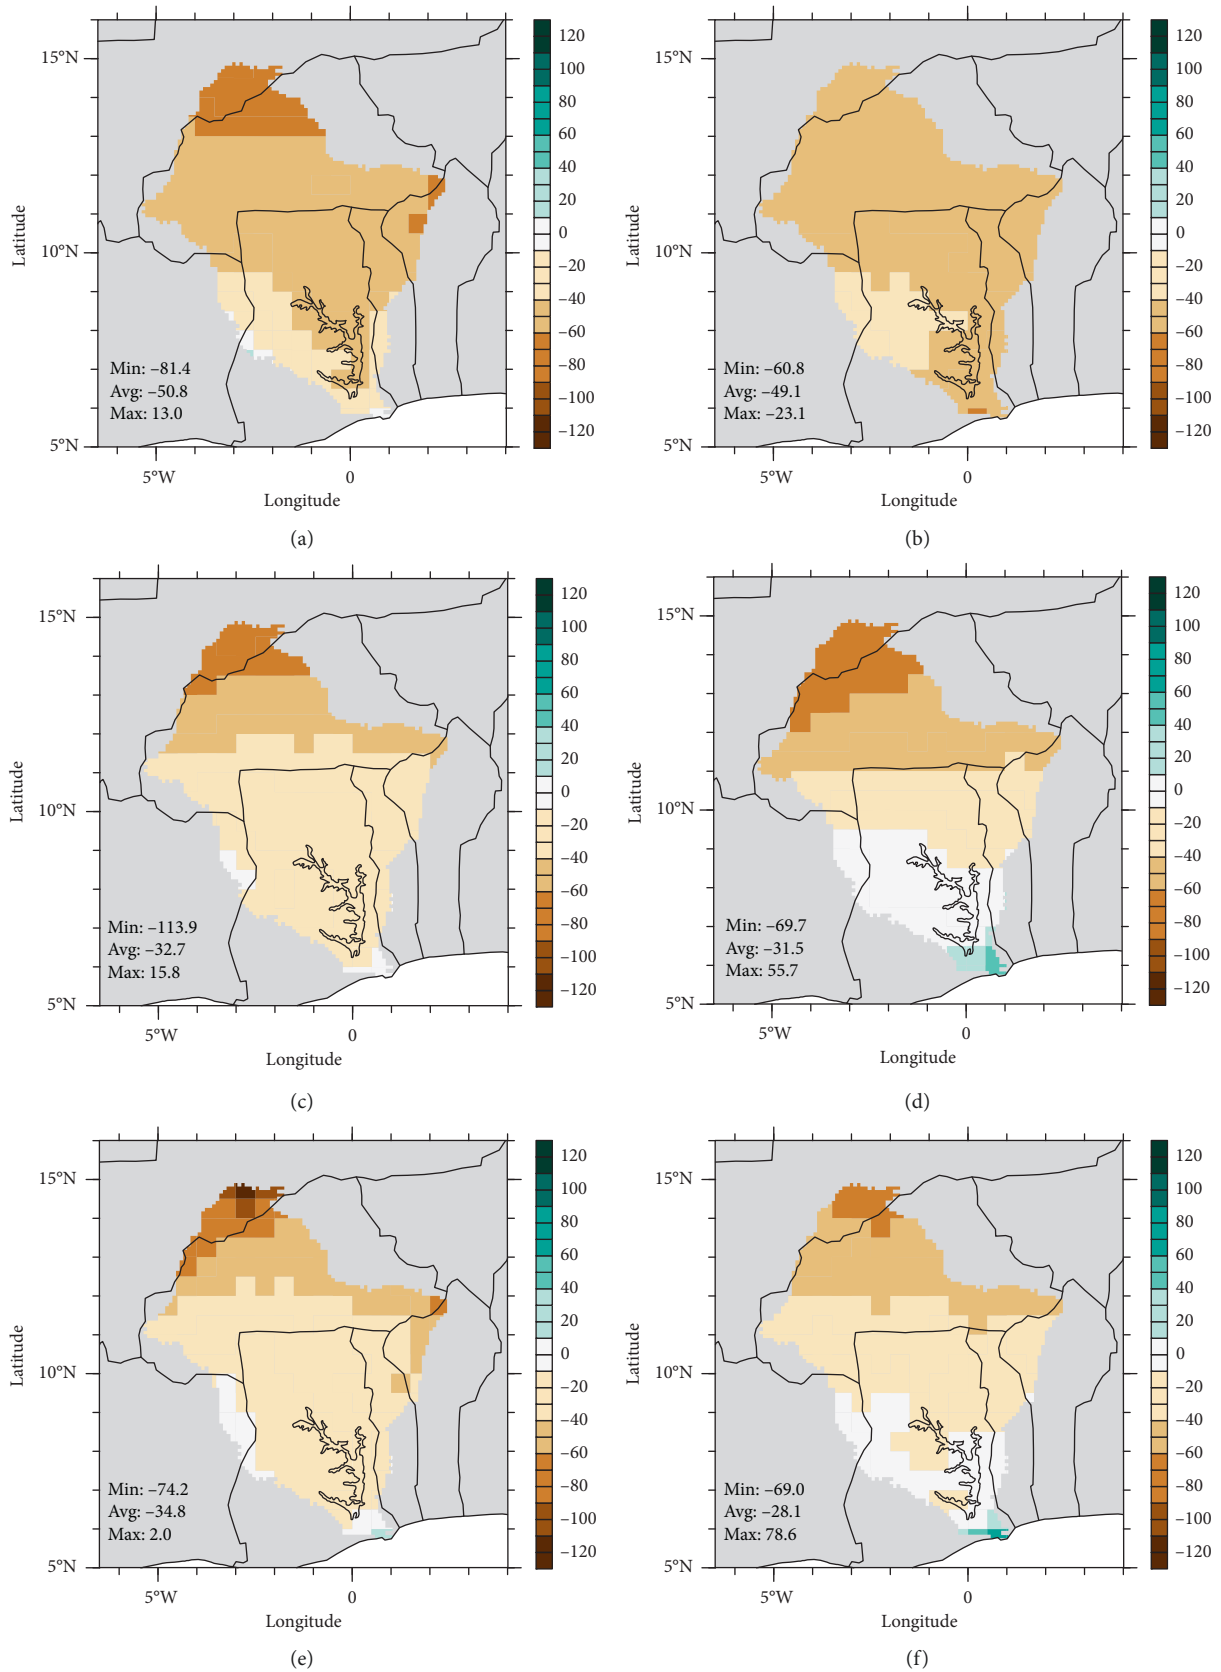 15°N
10°N
5°N
Latitude
5°W
0
Longitude
Min: –81.4
Avg: –50.8
Max: 13.0
120
100
80
60
40
20
0
–20
–40
–60
–80
–100
–120
(a)
15°N
10°N
5°N
Latitude
5°W
0
Longitude
Min: –60.8
Avg: –49.1
Max: –23.1
120
100
80
60
40
20
0
–20
–40
–60
–80
–100
–120
(b)
15°N
10°N
5°N
Latitude
5°W
0
Longitude
Min: –113.9
Avg: –32.7
Max: 15.8
120
100
80
60
40
20
0
–20
–40
–60
–80
–100
–120
(c)
15°N
10°N
5°N
Latitude
5°W
0
Longitude
Min: –69.7
Avg: –31.5
Max: 55.7
120
100
80
60
40
20
0
–20
–40
–60
–80
–100
–120
(d)
15°N
10°N
5°N
Latitude
5°W
0
Longitude
Min: –74.2
Avg: –34.8
Max: 2.0
120
100
80
60
40
20
0
–20
–40
–60
–80
–100
–120
(e)
15°N
10°N
5°N
Latitude
5°W
0
Longitude
Min: –69.0
Avg: –28.1
Max: 78.6
120
100
80
60
40
20
0
–20
–40
–60
–80
–100
–120
(f)